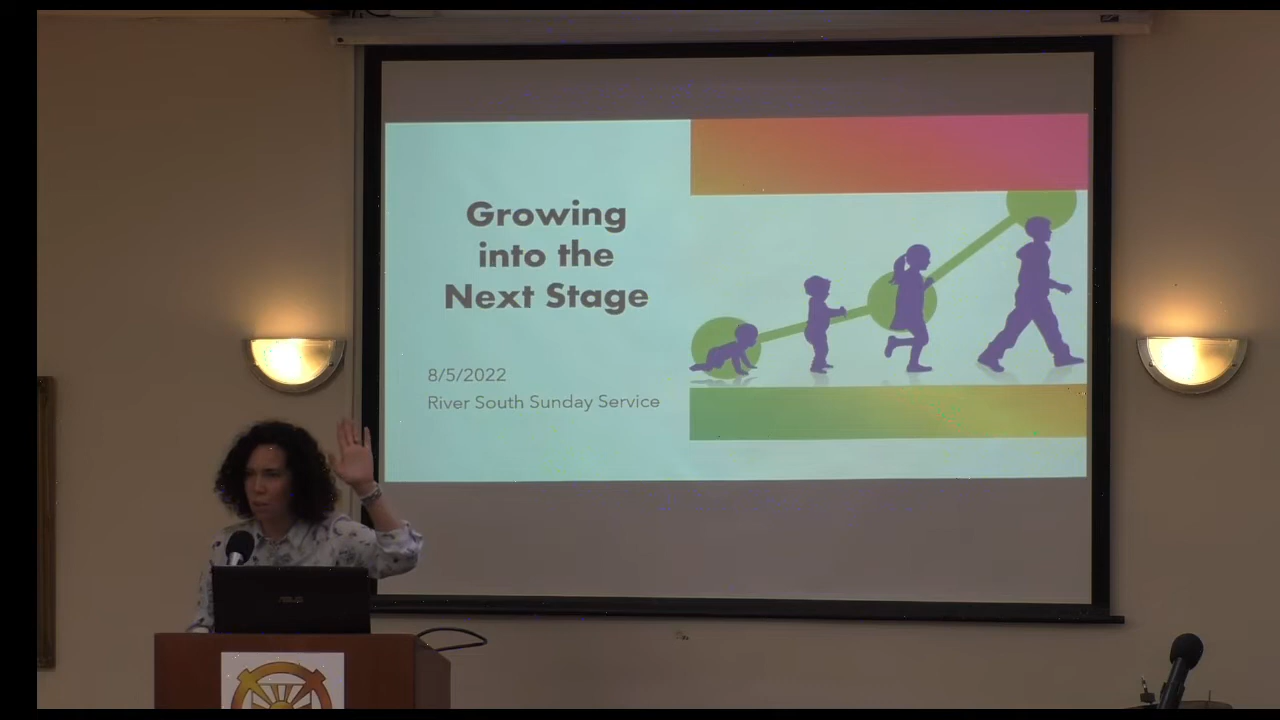 Growing
into the
Next Stage
8/5/2022
River South Sunday Service